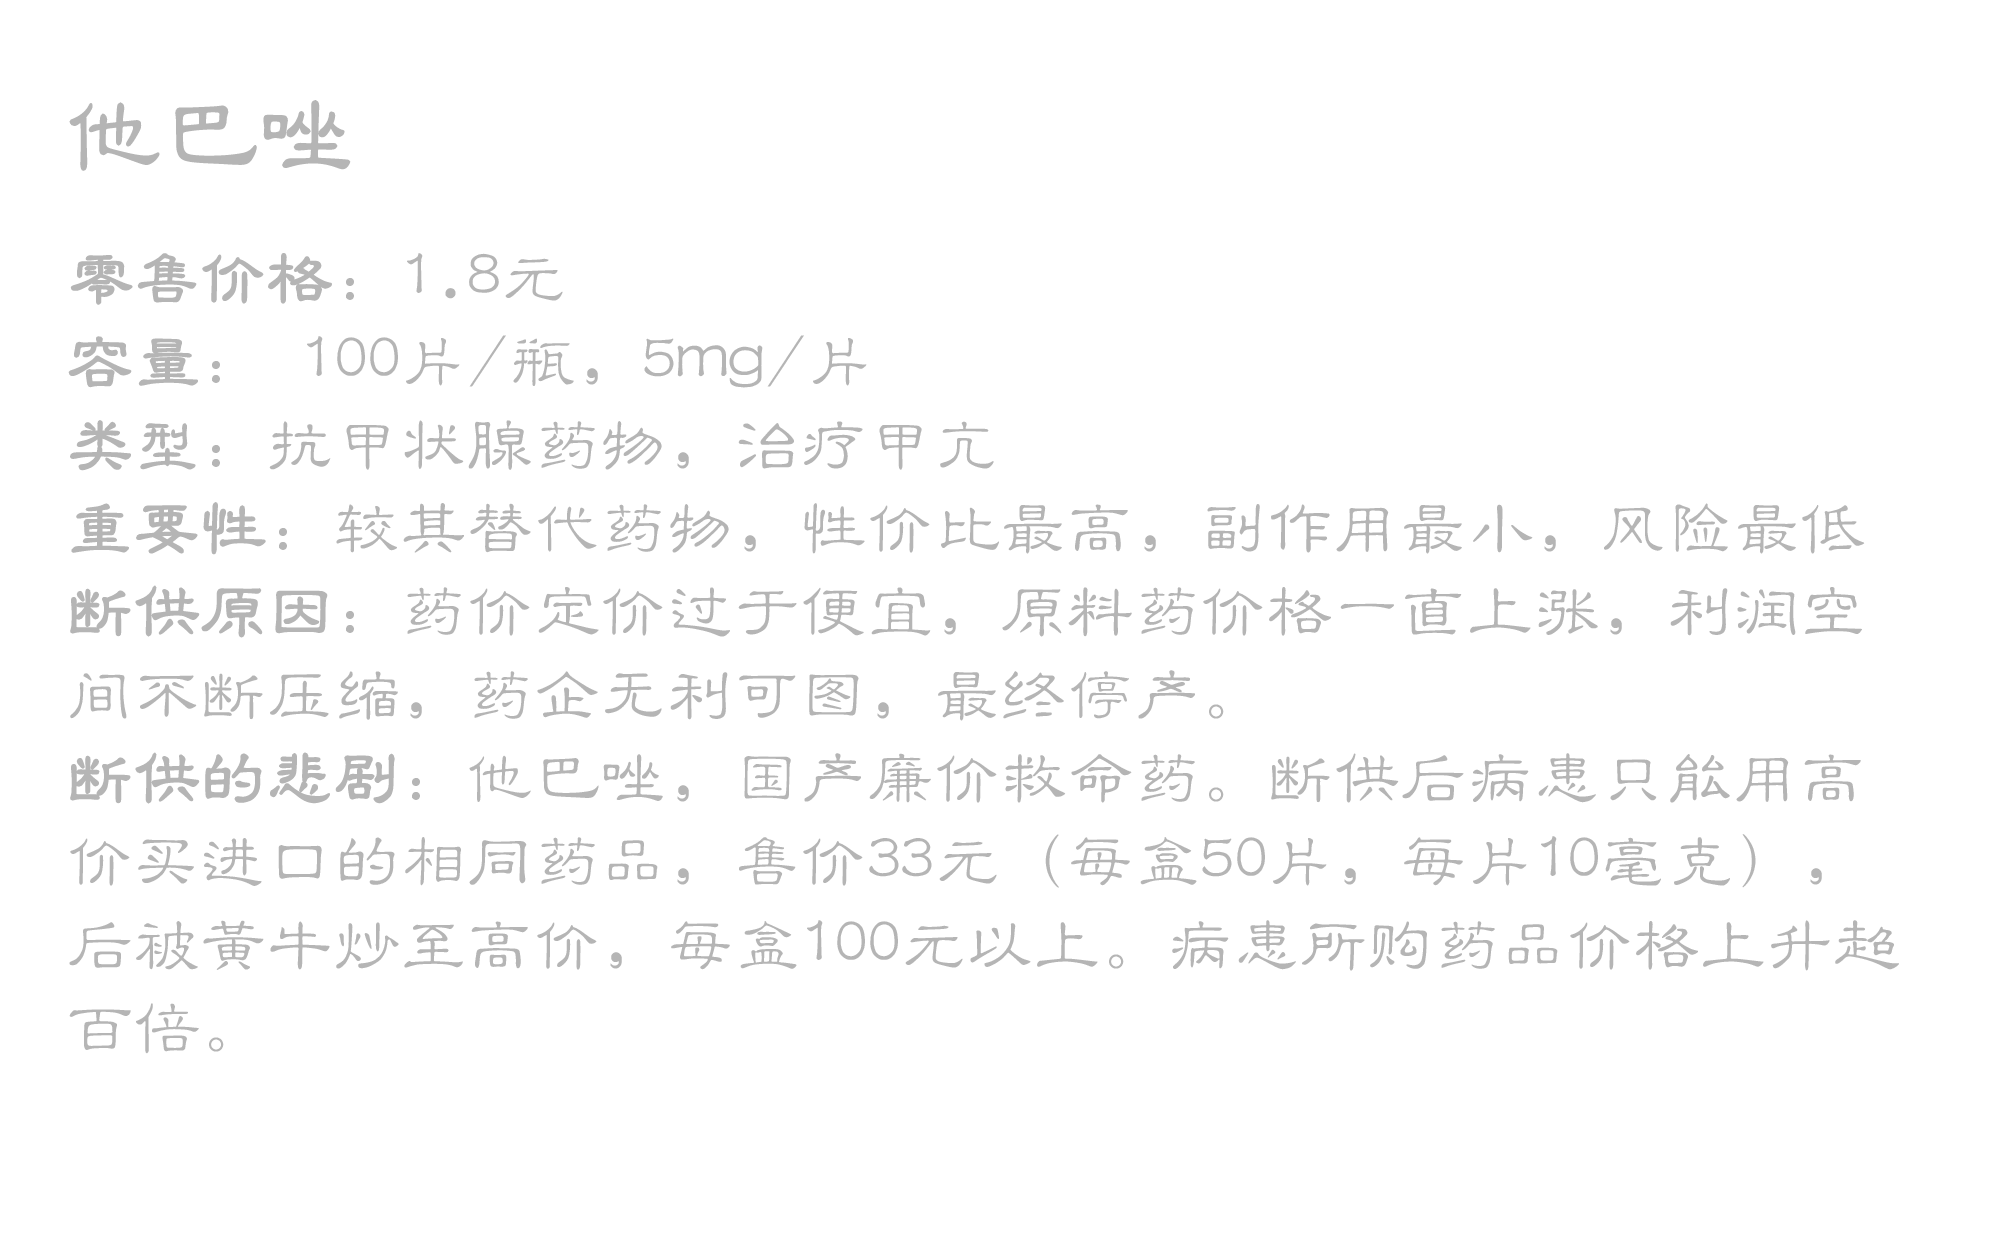 他巴唑
零售价格：1.8元
容量： 100片/瓶，5mg/片
类型：抗甲状腺药物，治疗甲亢
重要性：较其替代药物，性价比最高，副作用最小，风险最低
断供原因：药价定价过于便宜，原料药价格一直上涨，利润空
间不断压缩，药企无利可图，最终停产。
断供的悲剧：他巴唑，国产廉价救命药。断供后病患只能用高
价买进口的相同药品，售价33元（每盒50片，每片10毫克），
后被黄牛炒至高价，每盒100元以上。病患所购药品价格上升超
百倍。